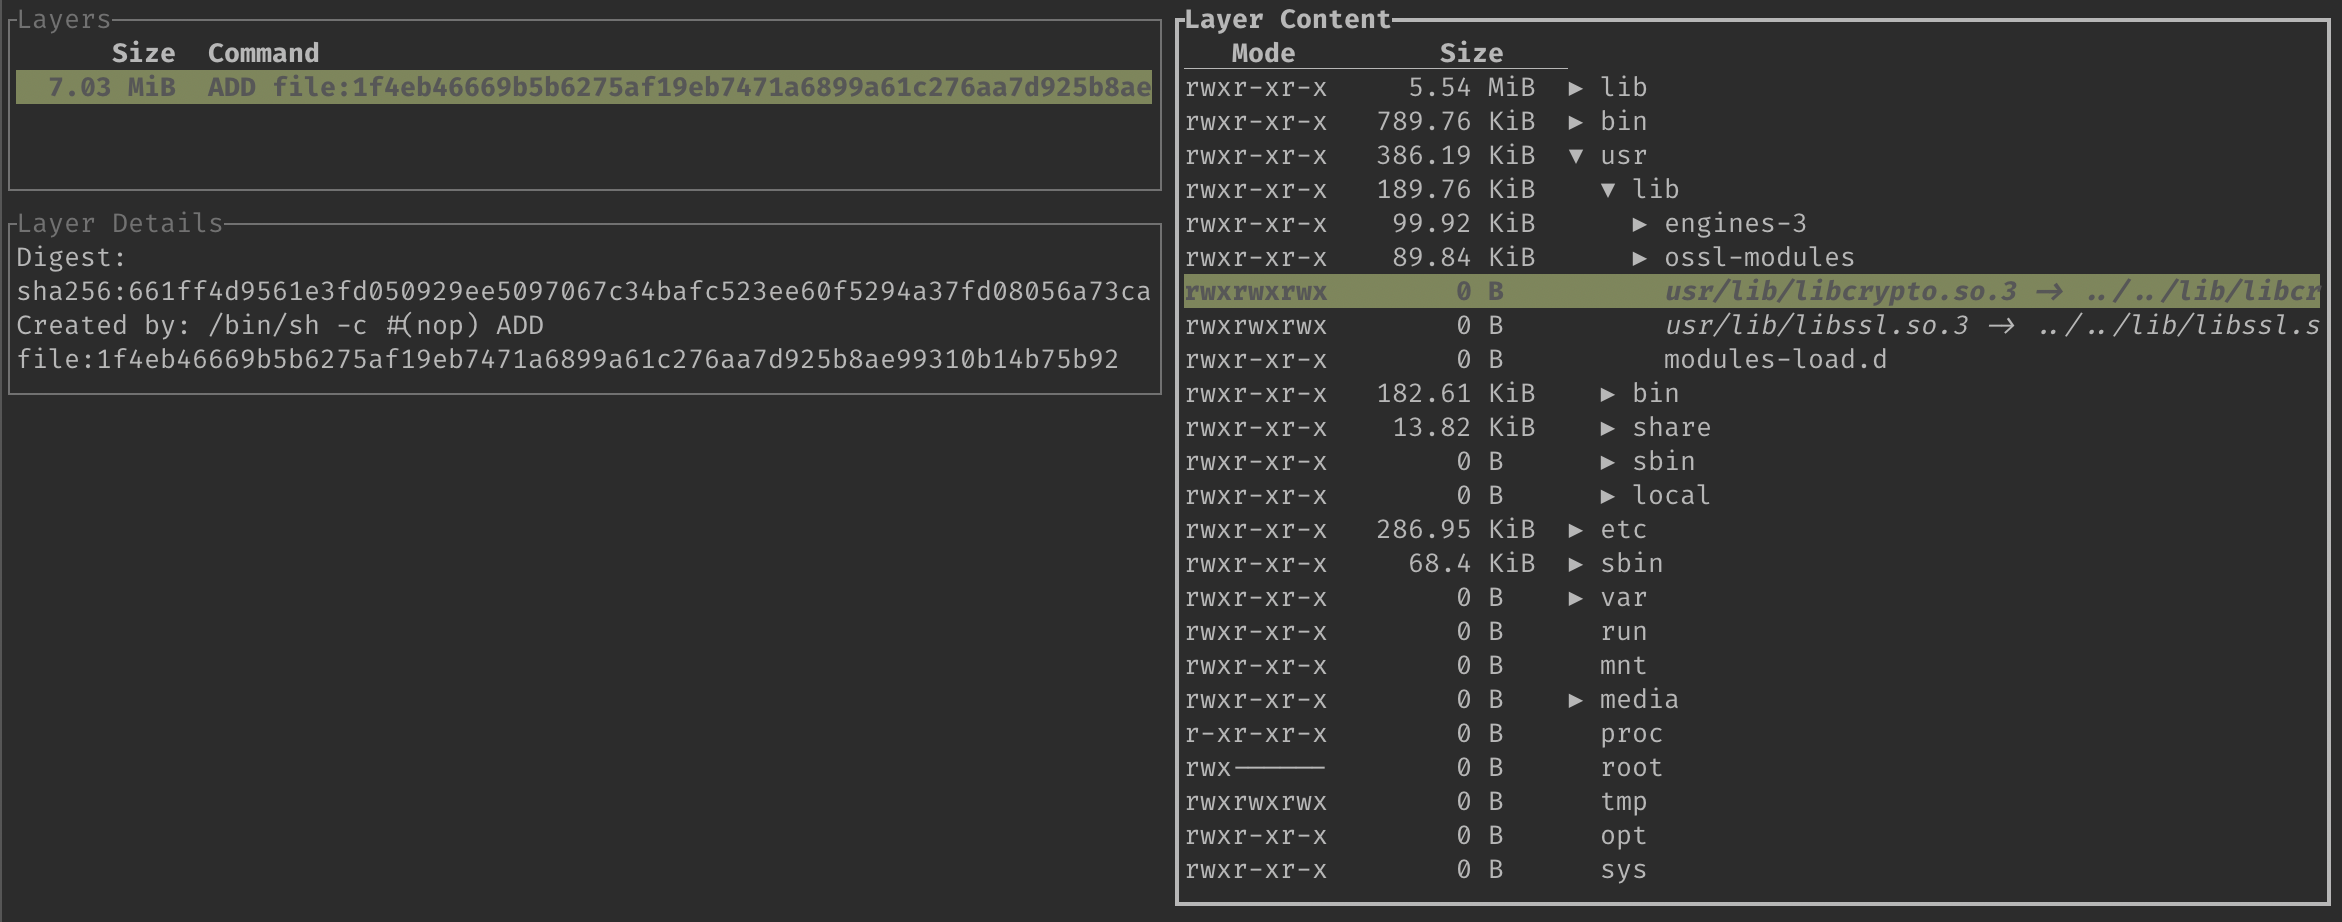 Layers
Size Command
7.03 MiB ADD file:1f4eb46669b5b6275af19eb7471a6899a61c276aa7d925b8ae
Layer Details
Digest:
sha256:661ff4d9561e3fd050929ee5097067c34bafc523ee60f5294a37fd08056a73ca
Created by: /bin/sh -c #(nop) ADD
file:1f4eb46669b5b6275af19eb7471a6899a61c276aa7d925b8ae99310b14b75b92
Layer Content
Mode Size
rwxr-xr-x 5.54 MiB ▶ lib
rwxr-xr-x 789.76 KiB ▶ bin
rwxr-xr-x 386.19 KiB ▼ usr
rwxr-xr-x 189.76 KiB ▼ lib
rwxr-xr-x 99.92 KiB ▶ engines-3
rwxr-xr-x 89.84 KiB ▶ ossl-modules
rwxrwxrwx 0 B usr/lib/libcrypto.so.3 → ../../lib/libcr
rwxrwxrwx 0 B usr/lib/libssl.so.3 → ../../lib/libssl.s
rwxr-xr-x 0 B modules-load.d
rwxr-xr-x 182.61 KiB ▶ bin
rwxr-xr-x 13.82 KiB ▶ share
rwxr-xr-x 0 B ▶ sbin
rwxr-xr-x 0 B ▶ local
rwxr-xr-x 286.95 KiB ▶ etc
rwxr-xr-x 68.4 KiB ▶ sbin
rwxr-xr-x 0 B ▶ var
rwxr-xr-x 0 B run
rwxr-xr-x 0 B mnt
rwxr-xr-x 0 B ▶ media
r-xr-xr-x 0 B proc
rwx------ 0 B root
rwxrwxrwx 0 B tmp
rwxr-xr-x 0 B opt
rwxr-xr-x 0 B sys